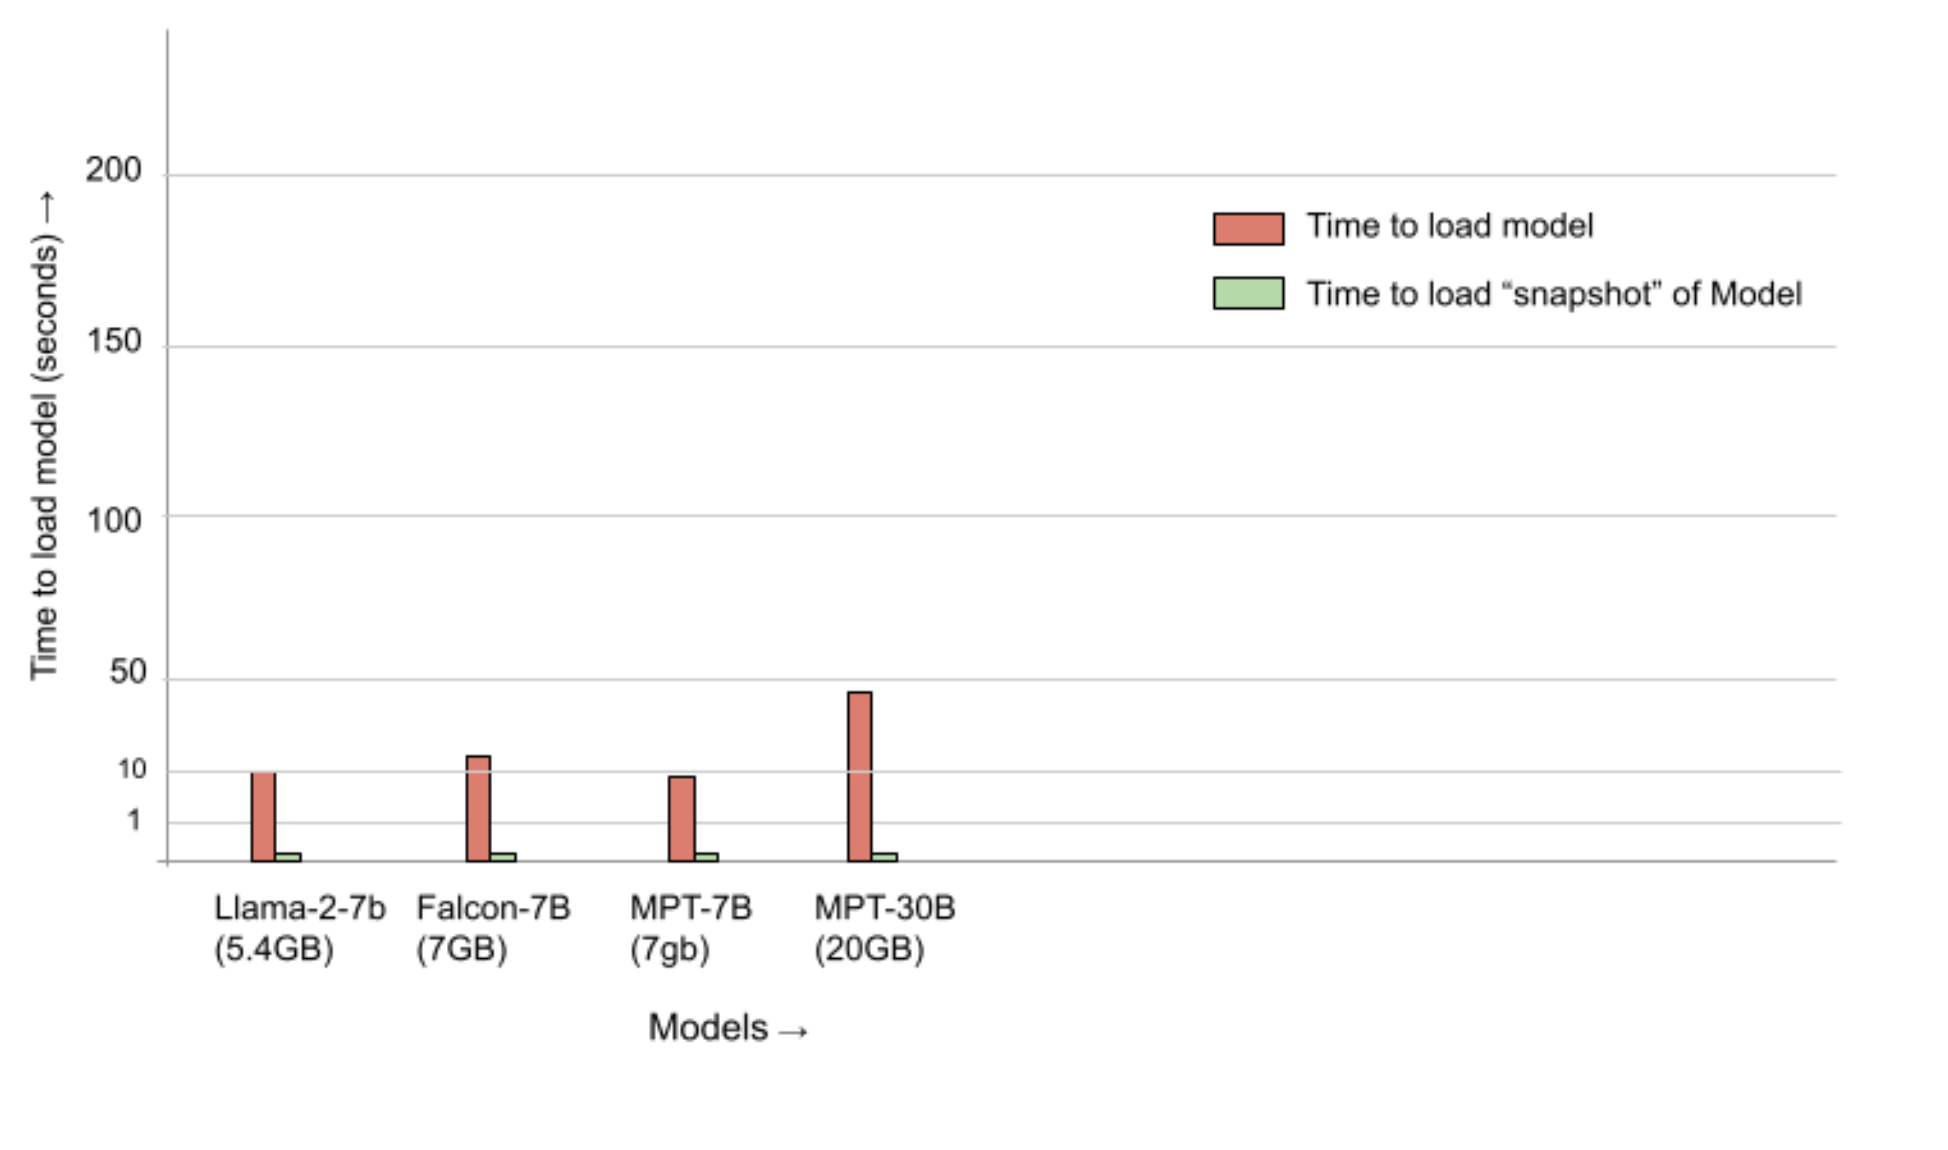 200
150
100
50
10
1
Time to load model (seconds) →
Time to load model
Time to load “snapshot” of Model
Llama-2-7b
(5.4GB)
Falcon-7B
(7GB)
MPT-7B
(7gb)
MPT-30B
(20GB)
Models →